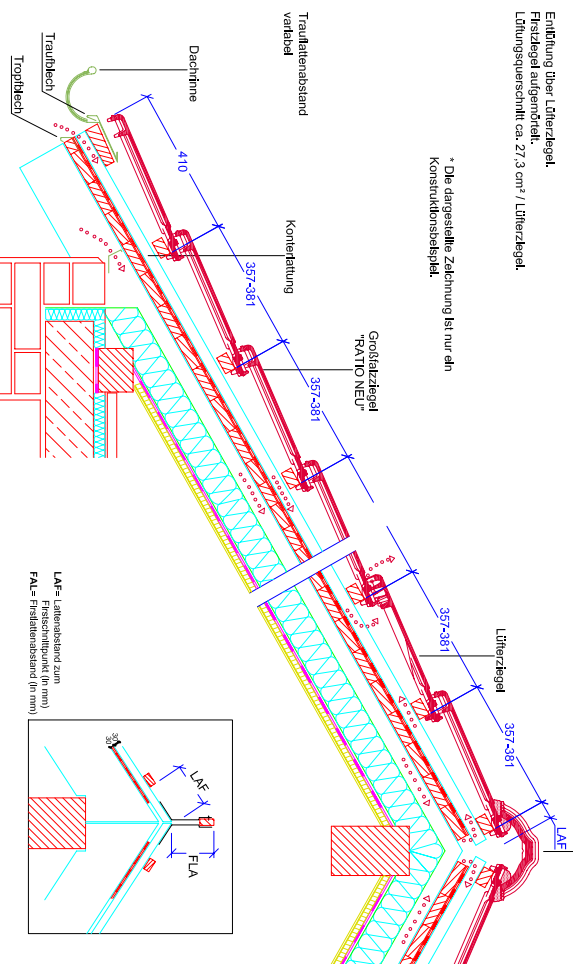 Entlüftung über Lüfterziegel.
Firstziegel aufgemörtelt.
Lüftungsquerschnitt ca. 27,3 cm² / Lüfterziegel.
* Die dargestellte Zeichnung ist nur ein
Konstruktionsbeispiel.
Trauflattenabstand
variabel
Dachrinne
Traufblech
Tropfblech
410
Konterlattung
357-381
Großfalzziegel
"RATIO NEU"
357-381
357-381
Lüfterziegel
357-381
LAF
LAF= Lattenabstand zum
Firstschnittpunkt (in mm)
FAL= Firstlattenabstand (in mm)
30
30
LAF
FLA